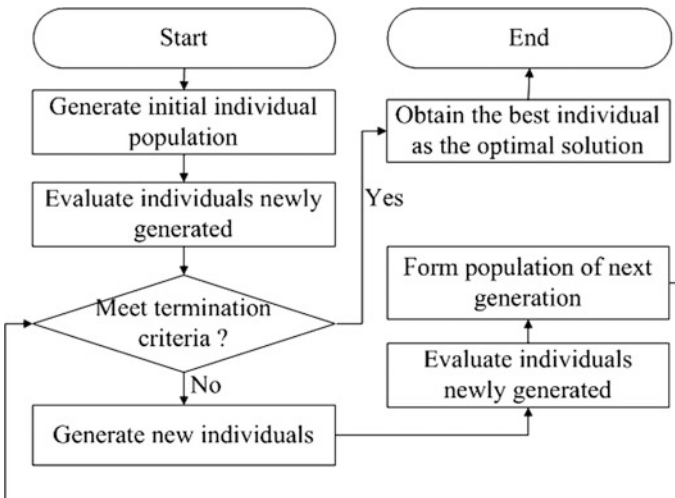 Start
Generate initial individual
population
Evaluate individuals newly
generated
Meet termination
criteria ?
No
Generate new individuals
Yes
End
Obtain the best individual
as the optimal solution
Form population of next
generation
Evaluate individuals
newly generated